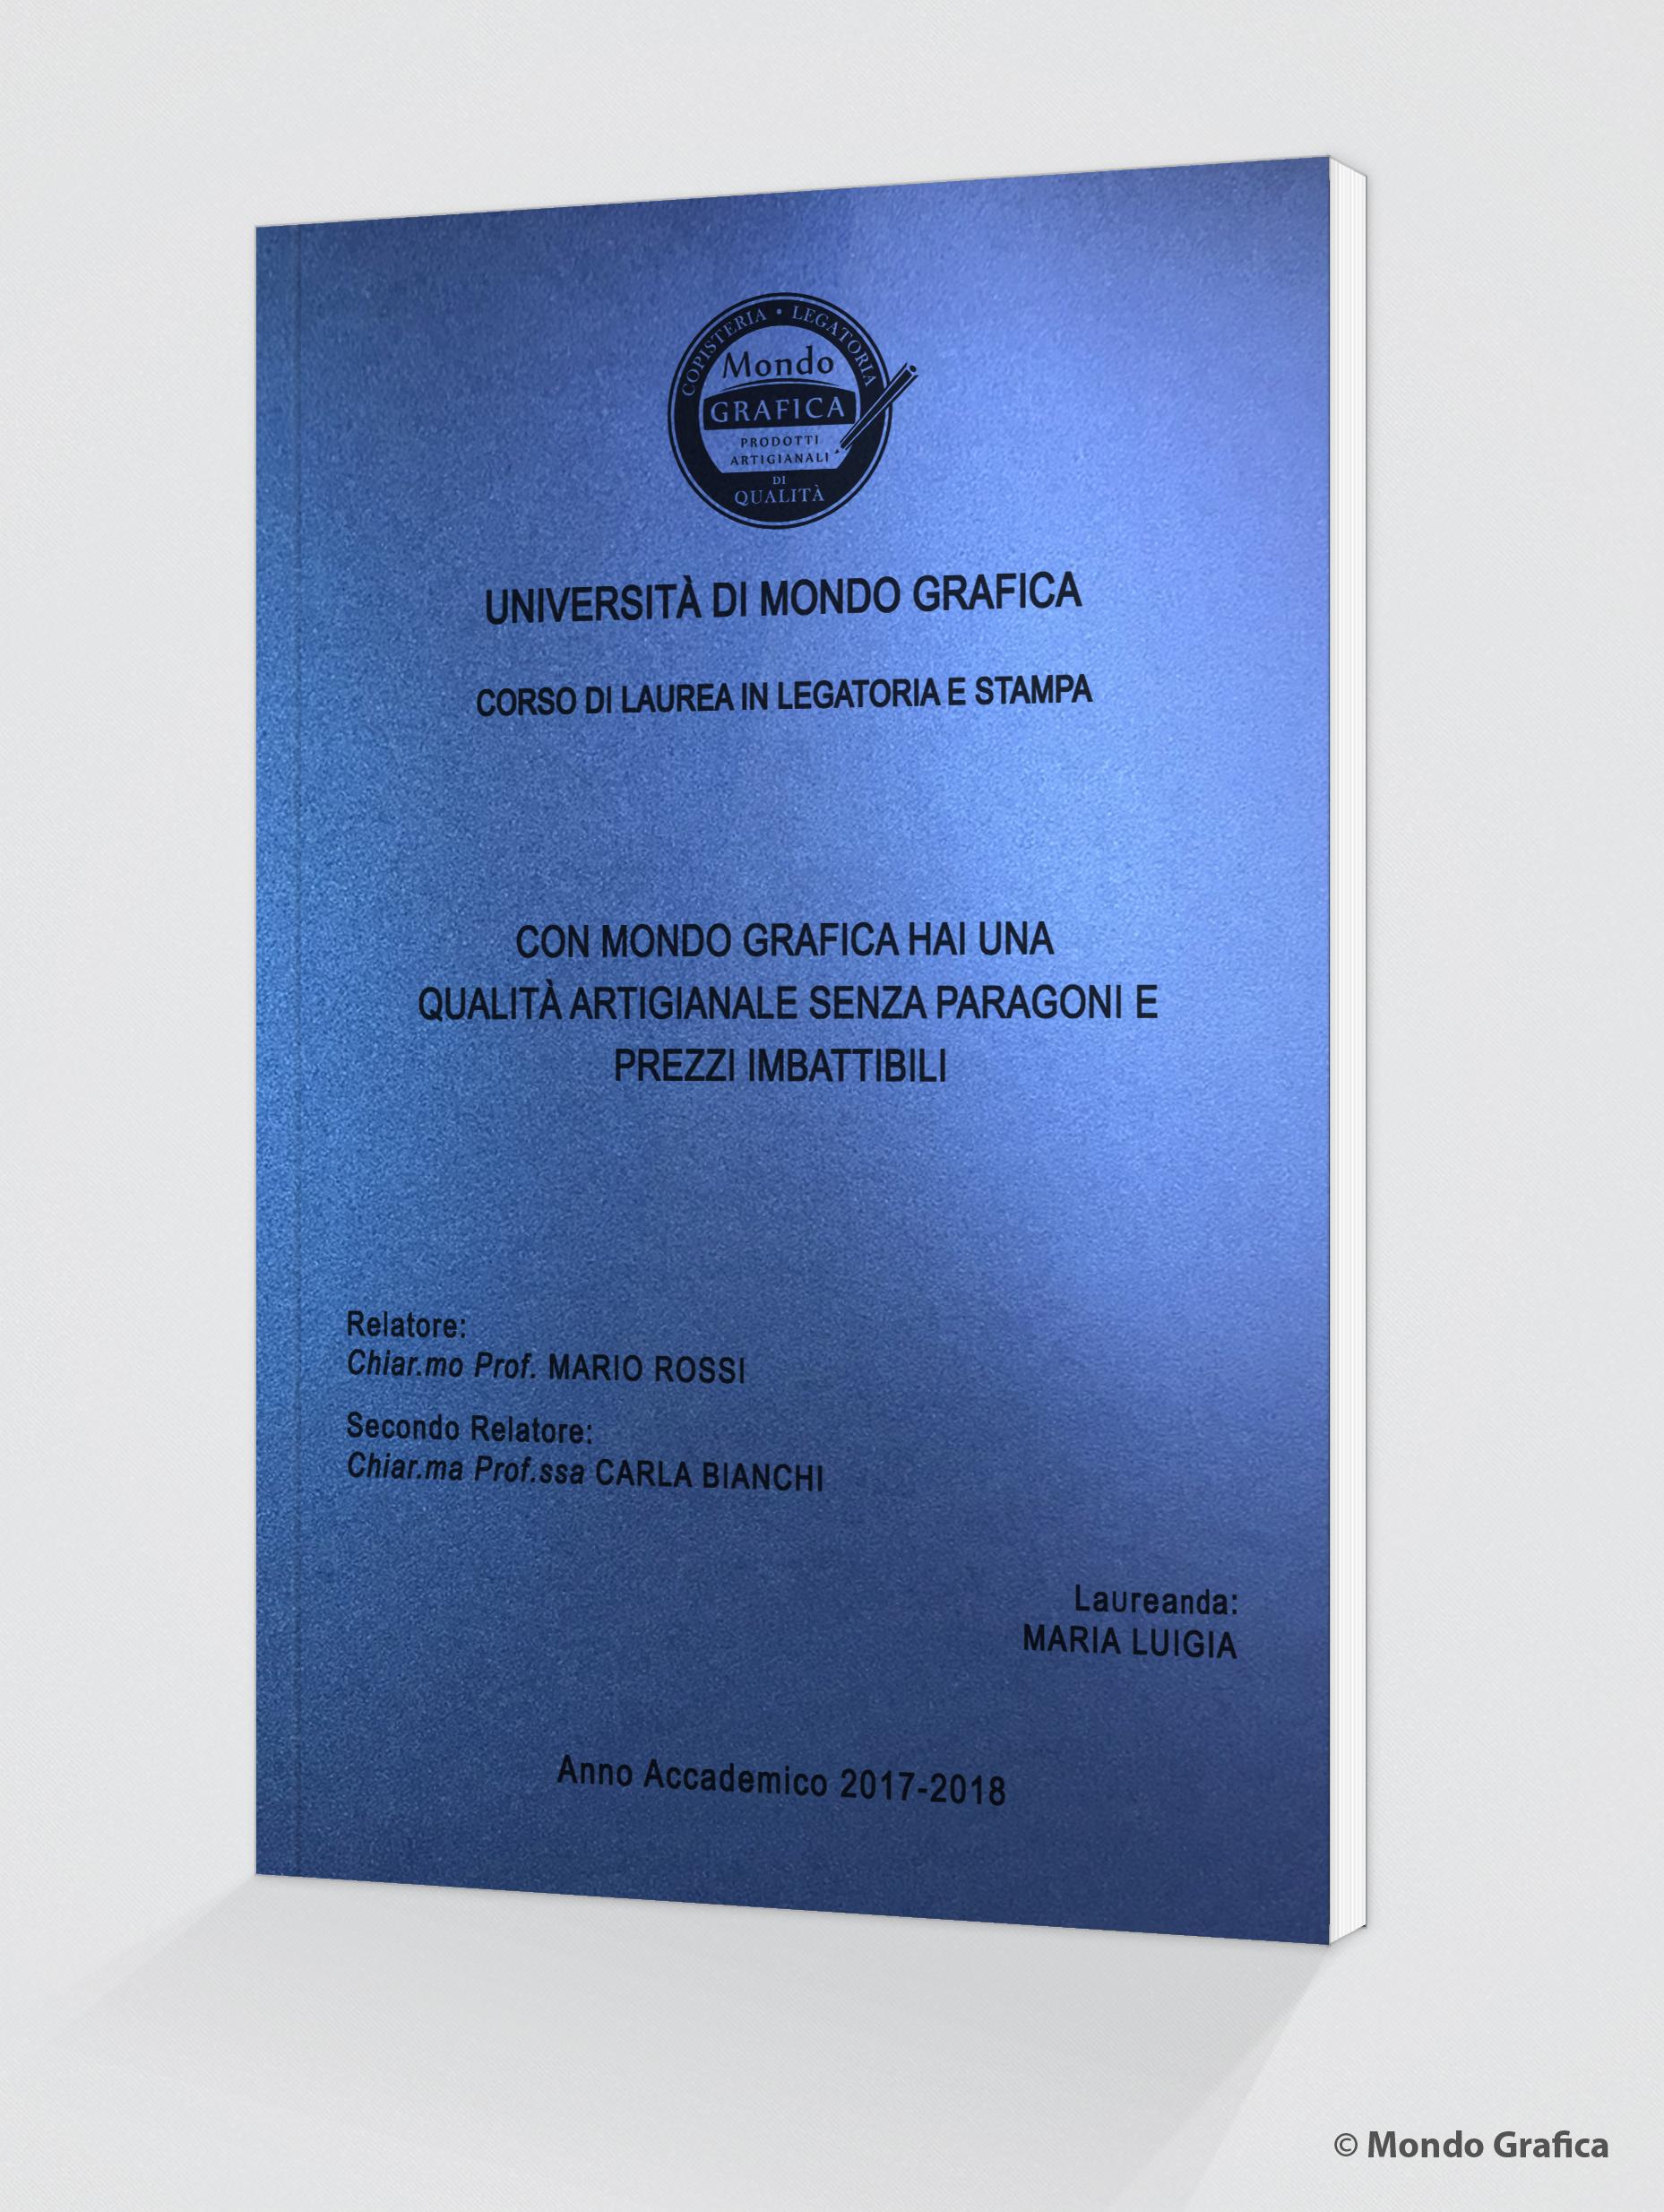 COPISTERIA • LEGATORIA
Mondo
GRAFICA
PRODOTTI
ARTIGIANALI
DI
QUALITÀ
UNIVERSITÀ DI MONDO GRAFICA
CORSO DI LAUREA IN LEGATORIA E STAMPA
CON MONDO GRAFICA HAI UNA
QUALITÀ ARTIGIANALE SENZA PARAGONI E
PREZZI IMBATTIBILI
Relatore:
Chiar.mo Prof. MARIO ROSSI
Secondo Relatore:
Chiar.ma Prof.ssa CARLA BIANCHI
Laureanda:
MARIA LUIGIA
Anno Accademico 2017-2018
© Mondo Grafica